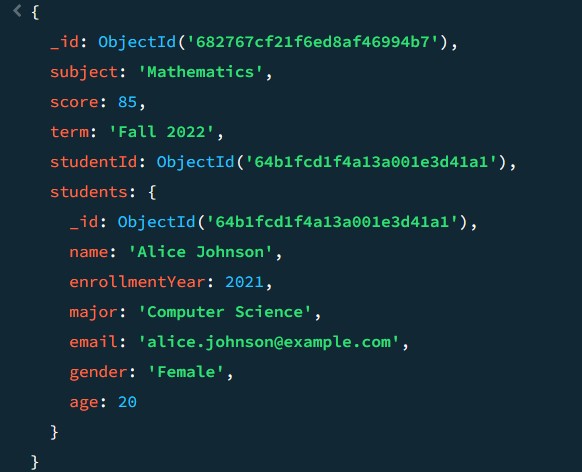 < {
_id: ObjectId('682767cf21f6ed8af46994b7'),
subject: 'Mathematics',
score: 85,
term: 'Fall 2022',
studentId: ObjectId('64b1fcd1f4a13a001e3d41a1'),
students: {
_id: ObjectId('64b1fcd1f4a13a001e3d41a1'),
name: 'Alice Johnson',
enrollmentYear: 2021,
major: 'Computer Science',
email: 'alice.johnson@example.com',
gender: 'Female',
age: 20
}
}